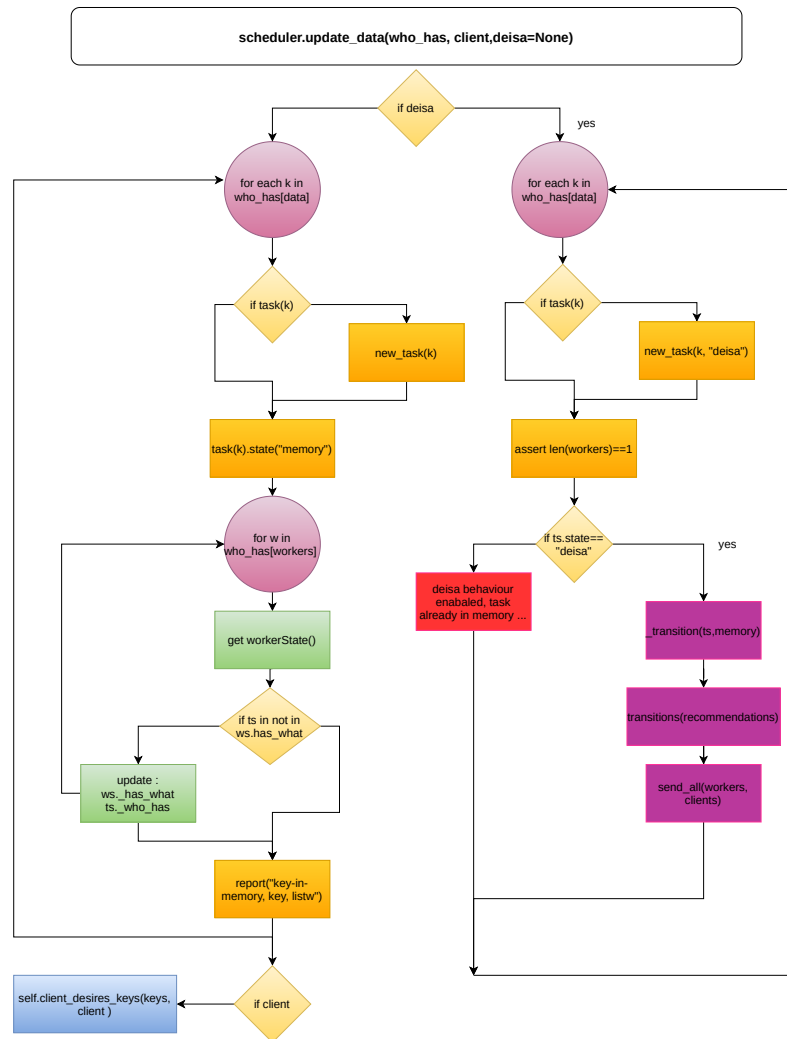 scheduler.update_data(who_has, client,deisa=None)
if deisa
yes
for each k in
who_has[data]
if task(k)
new_task(k)
task(k).state("memory")
for w in
who_has[workers]
get workerState()
if ts in not in
ws.has_what
update :
ws._has_what
ts._who_has
report("key-in-
memory, key, listw")
if client
self.client_desires_keys(keys,
client )
for each k in
who_has[data]
if task(k)
new_task(k, "deisa")
assert len(workers)==1
if ts.state==
"deisa"
yes
deisa behaviour
enabaled, task
already in memory ...
_transition(ts,memory)
transitions(recommendations)
send_all(workers,
clients)